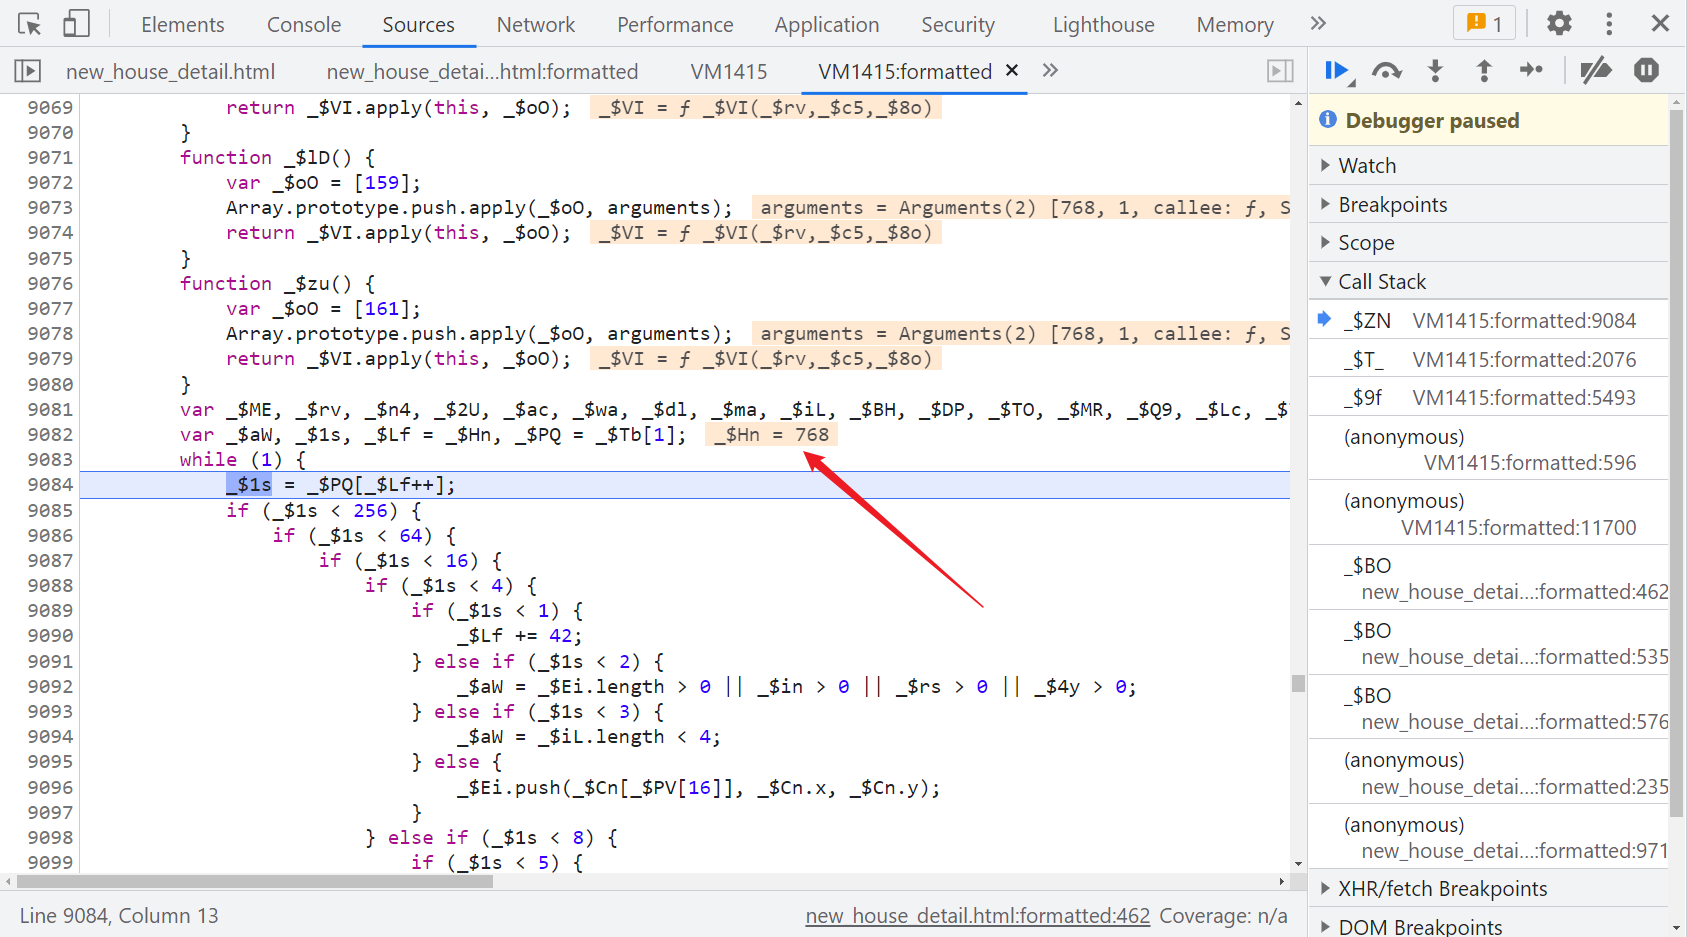 Elements Console Sources Network Performance Application Security Lighthouse Memory 1
new_house_detail.html new_house_detai...html:formatted VM1415 VM1415:formatted
9069 return _$VI.apply(this, _$oO); _$VI = ƒ _$VI(_$rv,_$c5,_$8o)
9070 }
9071 function _$lD() {
9072 var _$oO = [159];
9073 Array.prototype.push.apply(_$oO, arguments); arguments = Arguments(2) [768, 1, callee: ƒ, S
9074 return _$VI.apply(this, _$oO); _$VI = ƒ _$VI(_$rv,_$c5,_$8o)
9075 }
9076 function _$zu() {
9077 var _$oO = [161];
9078 Array.prototype.push.apply(_$oO, arguments); arguments = Arguments(2) [768, 1, callee: ƒ, S
9079 return _$VI.apply(this, _$oO); _$VI = ƒ _$VI(_$rv,_$c5,_$8o)
9080 }
9081 var _$ME, _$rv, _$n4, _$2U, _$ac, _$wa, _$dl, _$ma, _$iL, _$BH, _$DP, _$TO, _$MR, _$Q9, _$Lc, _$
9082 var _$aW, _$1s, _$Lf = _$Hn, _$PQ = _$Tb[1]; _$Hn = 768
9083 while (1) {
9084 _$1s = _$PQ[_$Lf++];
9085 if (_$1s < 256) {
9086 if (_$1s < 64) {
9087 if (_$1s < 16) {
9088 if (_$1s < 4) {
9089 if (_$1s < 1) {
9090 _$Lf += 42;
9091 } else if (_$1s < 2) {
9092 _$aW = _$Ei.length > 0 || _$in > 0 || _$rs > 0 || _$4y > 0;
9093 } else if (_$1s < 3) {
9094 _$aW = _$iL.length < 4;
9095 } else {
9096 _$Ei.push(_$Cn[_$PV[16]], _$Cn.x, _$Cn.y);
9097 }
9098 } else if (_$1s < 8) {
9099 if (_$1s < 5) {
Line 9084, Column 13 new_house_detail.html:formatted:462 Coverage: n/a
Debugger paused
Watch
Breakpoints
Scope
Call Stack
_$ZN VM1415:formatted:9084
_$T_ VM1415:formatted:2076
_$9f VM1415:formatted:5493
(anonymous)
VM1415:formatted:596
(anonymous)
VM1415:formatted:11700
_$BO
new_house_detai...:formatted:462
_$BO
new_house_detai...:formatted:535
_$BO
new_house_detai...:formatted:576
(anonymous)
new_house_detai...:formatted:235
(anonymous)
new_house_detai...:formatted:971
XHR/fetch Breakpoints
DOM Breakpoints